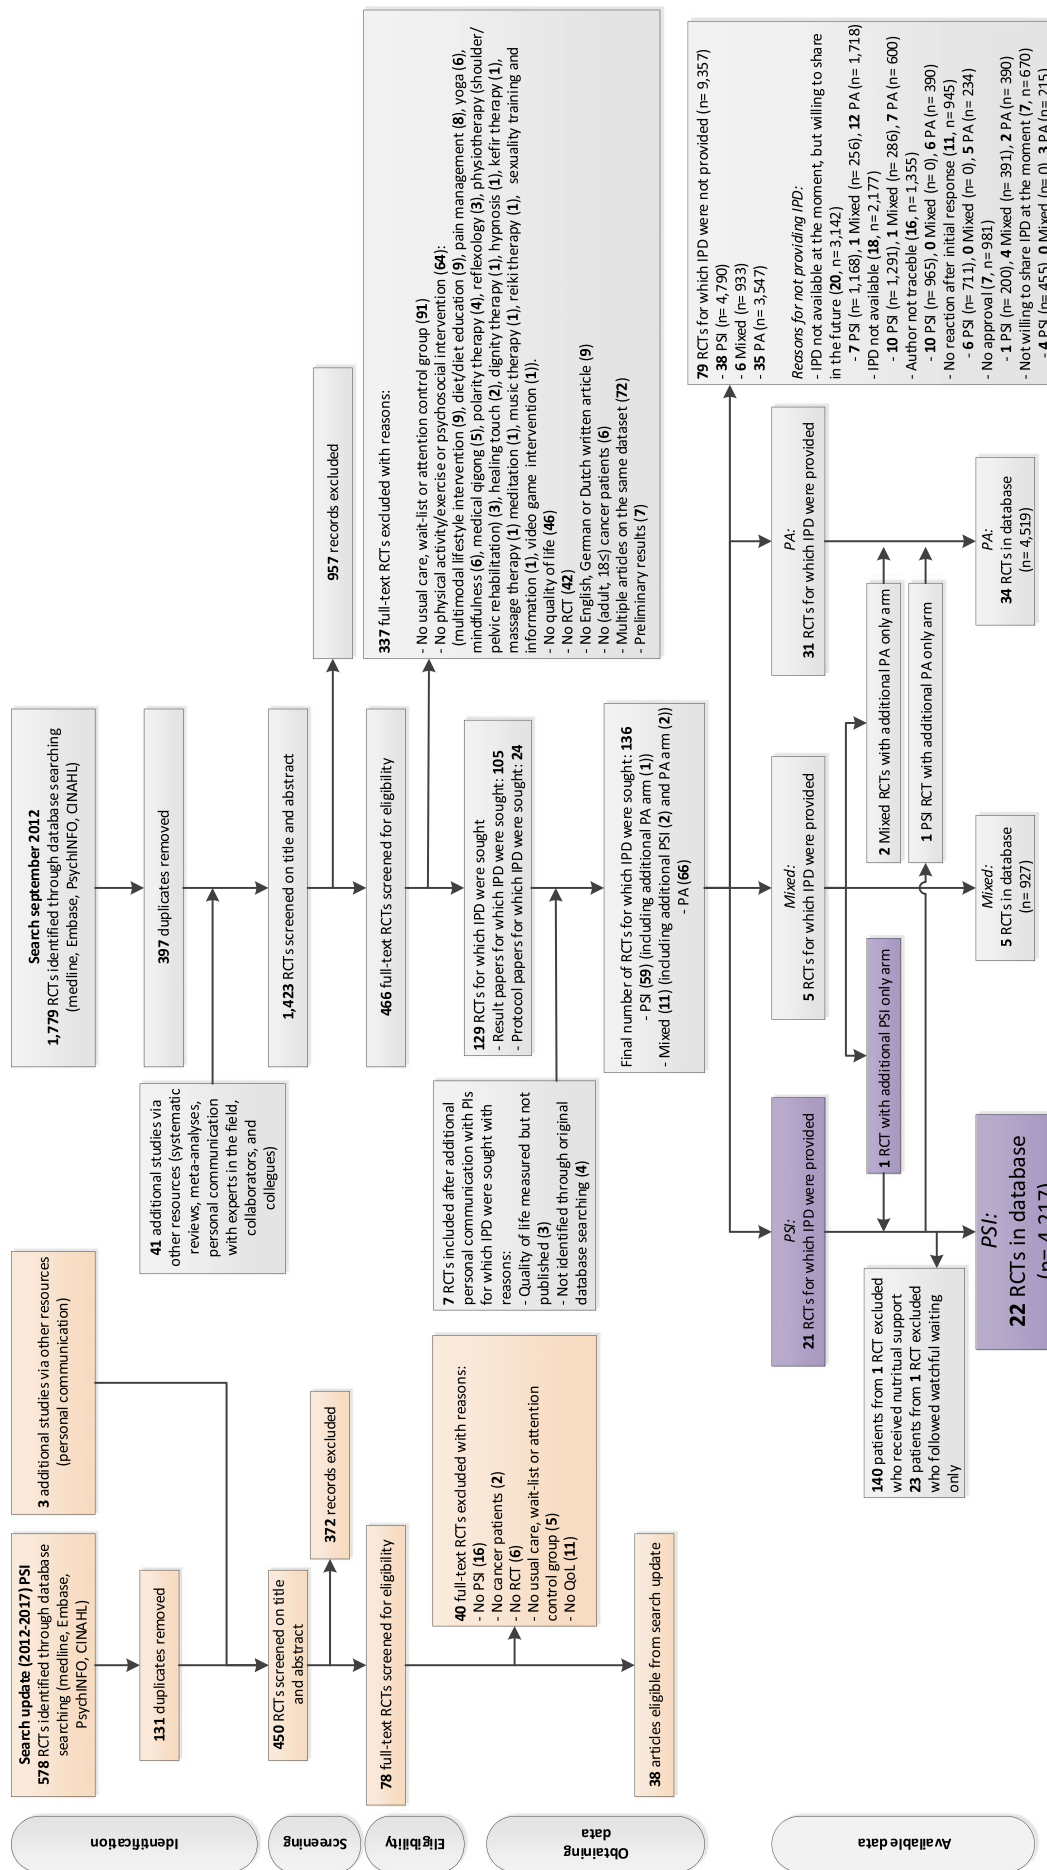 Identification
Screening
Eligibility
Obtaining
data
Available data
Search update (2012-2017) PSI
578 RCTs identified through database
searching (medline, Embase,
PsychINFO, CINAHL)
3 additional studies via other resources
(personal communication)
131 duplicates removed
450 RCTs screened on title
and abstract
372 records excluded
78 full-text RCTs screened for eligibility
40 full-text RCTs excluded with reasons:
- No PSI (16)
- No cancer patients (2)
- No RCT (6)
- No usual care, wait-list or attention
control group (5)
- No QoL (11)
38 articles eligible from search update
Search september 2012
1,779 RCTs identified through database searching
(medline, Embase, PsychINFO, CINAHL)
397 duplicates removed
41 additional studies via
other resources (systematic
reviews, meta-analyses,
personal communication
with experts in the field,
collaborators, and
collegues)
1,423 RCTs screened on title and abstract
957 records excluded
466 full-text RCTs screened for eligibility
337 full-text RCTs excluded with reasons:
- No usual care, wait-list or attention control group (91)
- No physical activity/exercise or psychosocial intervention (64):
(multimodal lifestyle intervention (9), diet/diet education (9), pain management (8), yoga (6),
mindfulness (6), medical qigong (5), polarity therapy (4), reflexology (3), physiotherapy (shoulder/
pelvic rehabilitation) (3), healing touch (2), dignity therapy (1), hypnosis (1), kefir therapy (1),
massage therapy (1) meditation (1), music therapy (1), reiki therapy (1), sexuality training and
information (1), video game intervention (1)).
- No quality of life (46)
- No RCT (42)
- No English, German or Dutch written article (9)
- No (adult, 18≤) cancer patients (6)
- Multiple articles on the same dataset (72)
- Preliminary results (7)
129 RCTs for which IPD were sought
- Result papers for which IPD were sought: 105
- Protocol papers for which IPD were sought: 24
7 RCTs included after additional
personal communication with PIs
for which IPD were sought with
reasons:
- Quality of life measured but not
published (3)
- Not identified through original
database searching (4)
Final number of RCTs for which IPD were sought: 136
- PSI (59) (including additional PA arm (1))
- Mixed (11) (including additional PSI (2) and PA arm (2))
- PA (66)
79 RCTs for which IPD were not provided (n= 9,357)
- 38 PSI (n= 4,790)
- 6 Mixed (n= 933)
- 35 PA (n= 3,547)
Reasons for not providing IPD:
- IPD not available at the moment, but willing to share
in the future (20, n= 3,142)
- 7 PSI (n= 1,168), 1 Mixed (n= 256), 12 PA (n= 1,718)
- IPD not available (18, n= 2,177)
- 10 PSI (n= 1,291), 1 Mixed (n= 286), 7 PA (n= 600)
- Author not traceble (16, n= 1,355)
- 10 PSI (n= 965), 0 Mixed (n= 0), 6 PA (n= 390)
- No reaction after initial response (11, n= 945)
- 6 PSI (n= 711), 0 Mixed (n= 0), 5 PA (n= 234)
- No approval (7, n= 981)
- 1 PSI (n= 200), 4 Mixed (n= 391), 2 PA (n= 390)
- Not willing to share IPD at the moment (7, n= 670)
- 4 PSI (n= 455), 0 Mixed (n= 0), 3 PA (n= 215)
PSI:
21 RCTs for which IPD were provided
Mixed:
5 RCTs for which IPD were provided
PA:
31 RCTs for which IPD were provided
140 patients from 1 RCT excluded
who received nutritual support
23 patients from 1 RCT excluded
who followed watchful waiting
only
1 RCT with additional PSI only arm
2 Mixed RCTs with additional PA only arm
1 PSI RCT with additional PA only arm
PSI:
22 RCTs in database
(n= 4,217)
Mixed:
5 RCTs in database
(n= 927)
PA:
34 RCTs in database
(n= 4,519)